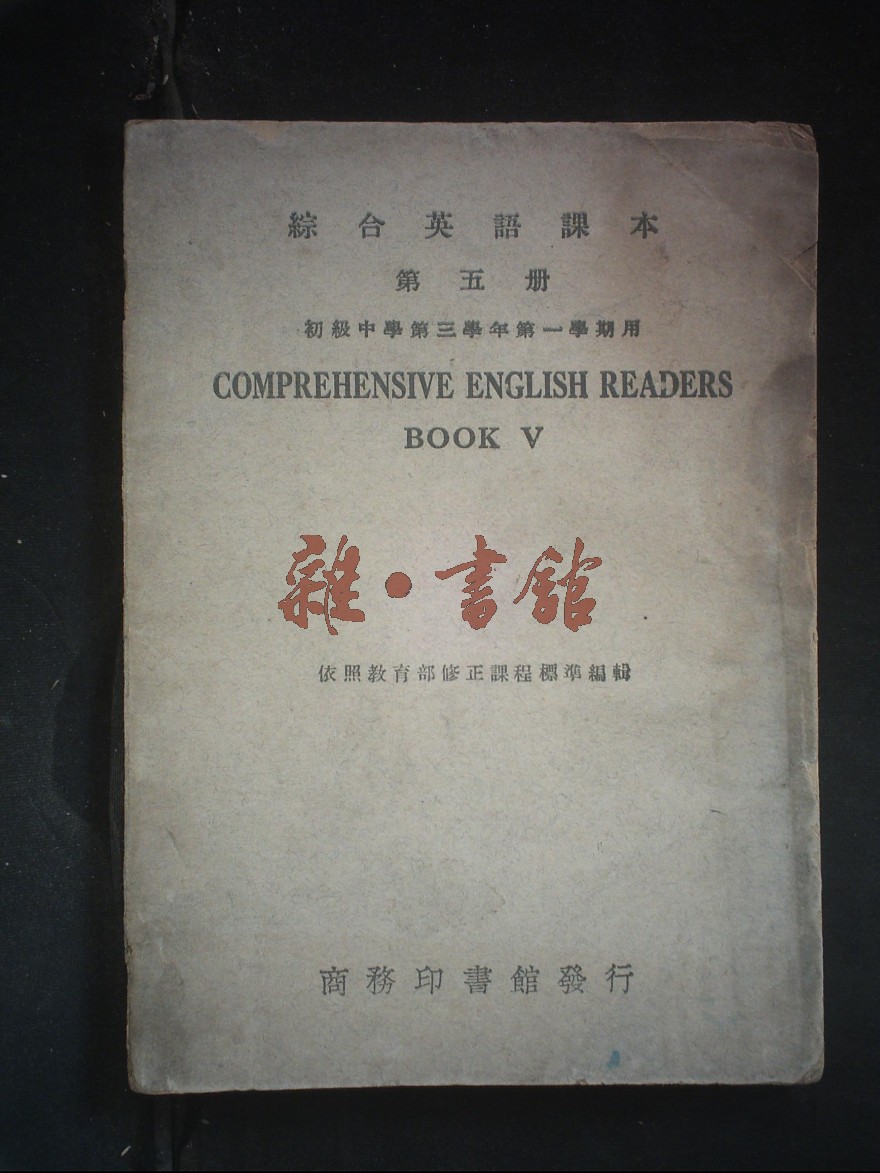 綜合英語課本
第五册
初級中學第三學年第一學期用
COMPREHENSIVE ENGLISH READERS
BOOK V
雜•書館
依照教育部修正課程標準編輯
商務印書館發行